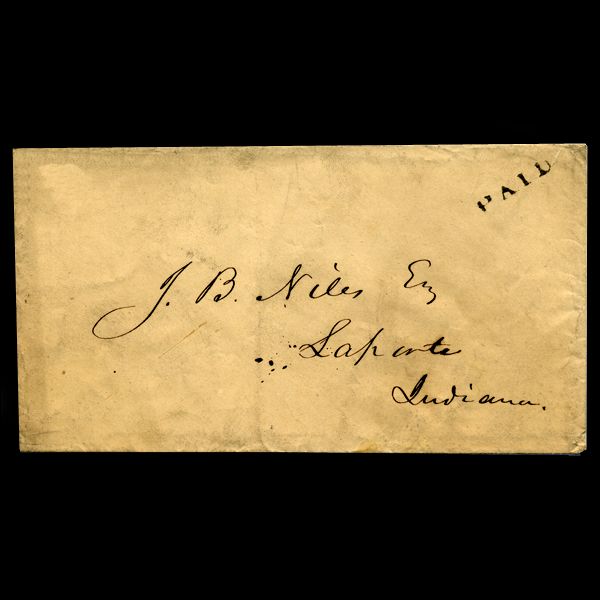 PAID
J. B. Niles Esq
Laporte
Indiana.